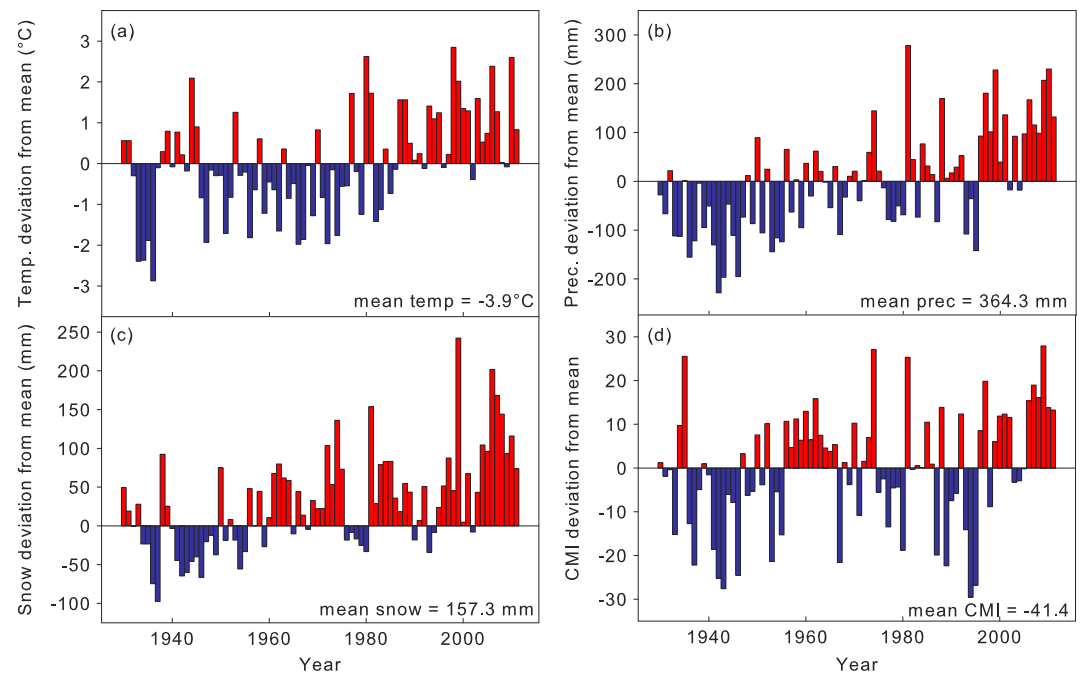 (a)
Temp. deviation from mean (°C)
3
2
1
0
-1
-2
-3
mean temp = -3.9°C
(b)
Prec. deviation from mean (mm)
300
200
100
0
-100
-200
mean prec = 364.3 mm
(c)
Snow deviation from mean (mm)
250
200
150
100
50
0
-50
-100
mean snow = 157.3 mm
1940 1960 1980 2000
Year
(d)
CMI deviation from mean
30
20
10
0
-10
-20
-30
mean CMI = -41.4
1940 1960 1980 2000
Year